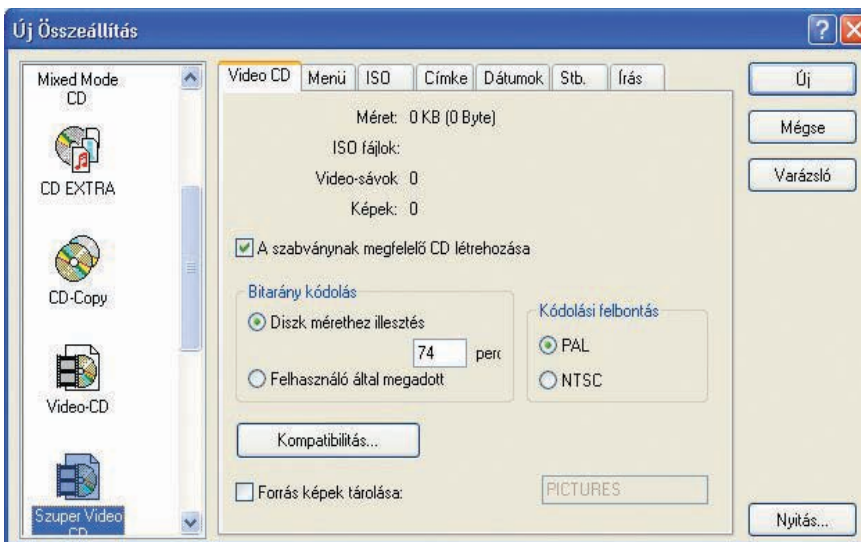 Új Összeállítás
Mixed Mode
CD
CD EXTRA
CD-Copy
Video-CD
Szuper Video
CD
Video CD Menü ISO Címke Dátumok Stb. Írás
Méret: 0 KB (0 Byte)
ISO fájlok:
Video-sávok 0
Képek: 0
A szabványnak megfelelő CD létrehozása
Bitarány kódolás
Diszk mérethez illesztés
74 perc
Felhasználó által megadott
Kódolási felbontás
PAL
NTSC
Kompatibilitás...
Forrás képek tárolása: PICTURES
Új
Mégse
Varázsló
Nyitás...